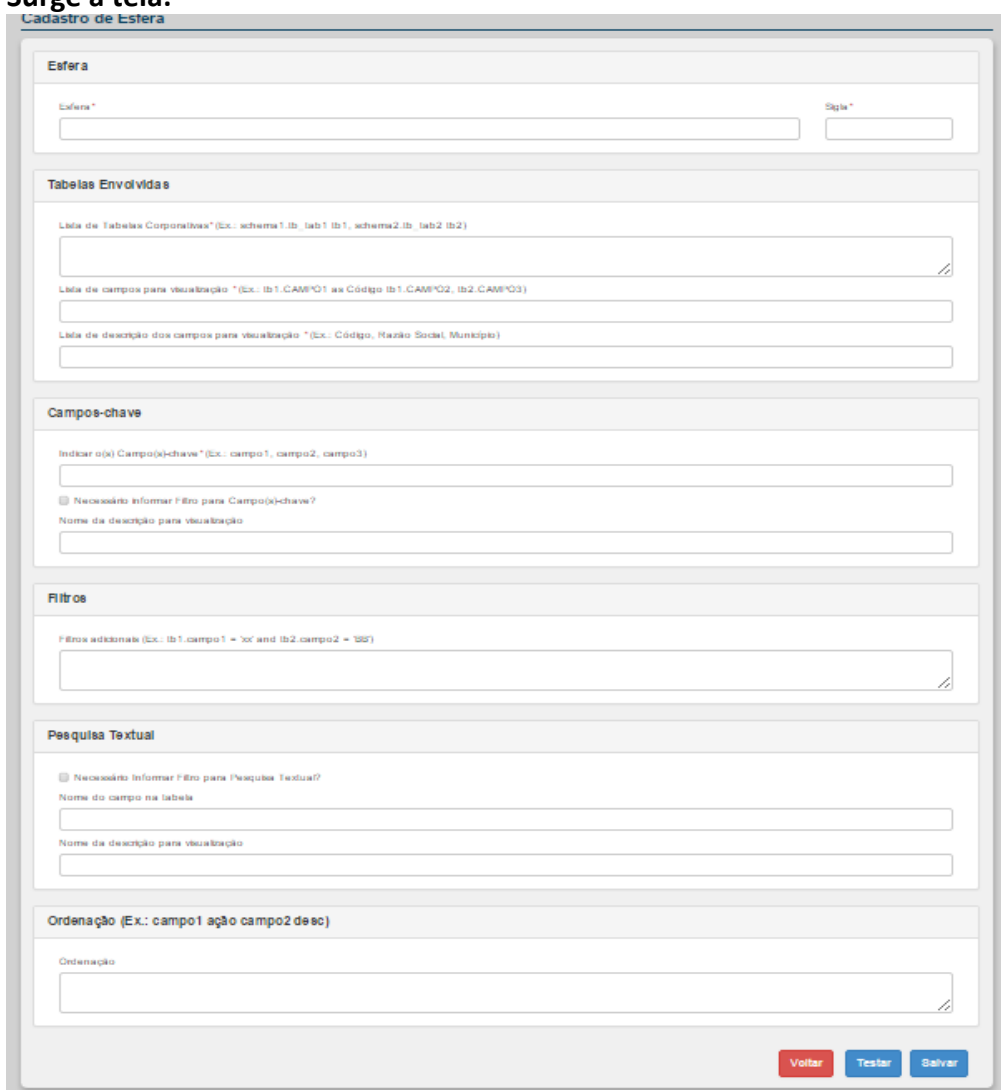 Surge a tela:
Cadastro de Esfera
Esfera
Esfera * Sigla *
Tabelas Envolvidas
Lista de Tabelas Corporativas * (Ex.: schema1.tb_tab1 tb1, schema2.tb_tab2 tb2)
Lista de campos para visualização * (Ex.: tb1.CAMPO1 as Código tb1.CAMPO2, tb2.CAMPO3)
Lista de descrição dos campos para visualização * (Ex.: Código, Razão Social, Município)
Campos-chave
Indicar o(s) Campo(s)-chave * (Ex.: campo1, campo2, campo3)
Necessário informar Filtro para Campo(s)-chave?
Nome da descrição para visualização
Filtros
Filtros adicionais (Ex.: tb1.campo1 = 'xx' and tb2.campo2 = 'SS')
Pesquisa Textual
Necessário Informar Filtro para Pesquisa Textual?
Nome do campo na tabela
Nome da descrição para visualização
Ordenação (Ex.: campo1 ação campo2 desc)
Ordenação
Voltar Testar Salvar